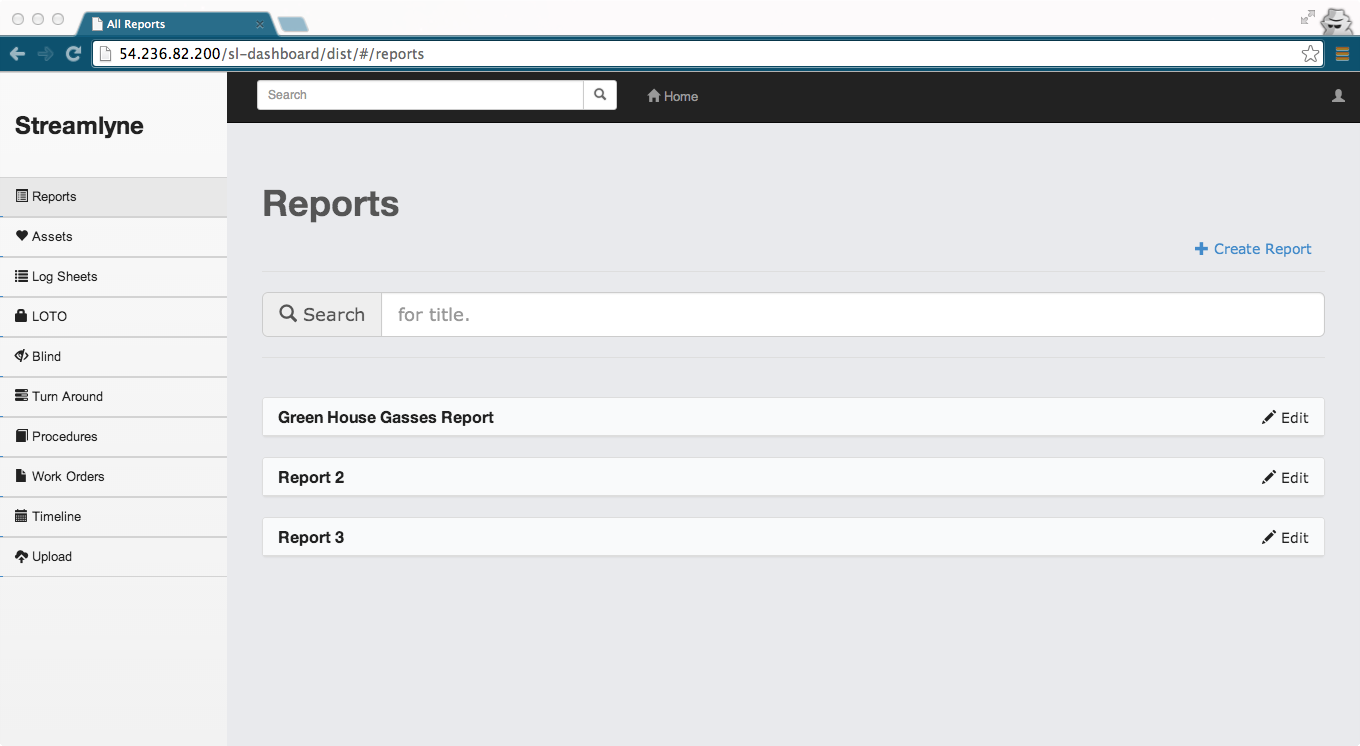 All Reports
54.236.82.200/sl-dashboard/dist/#/reports
Search
Home
Streamlyne
Reports
Assets
Log Sheets
LOTO
Blind
Turn Around
Procedures
Work Orders
Timeline
Upload
Reports
Create Report
Search for title.
Green House Gasses Report Edit
Report 2 Edit
Report 3 Edit